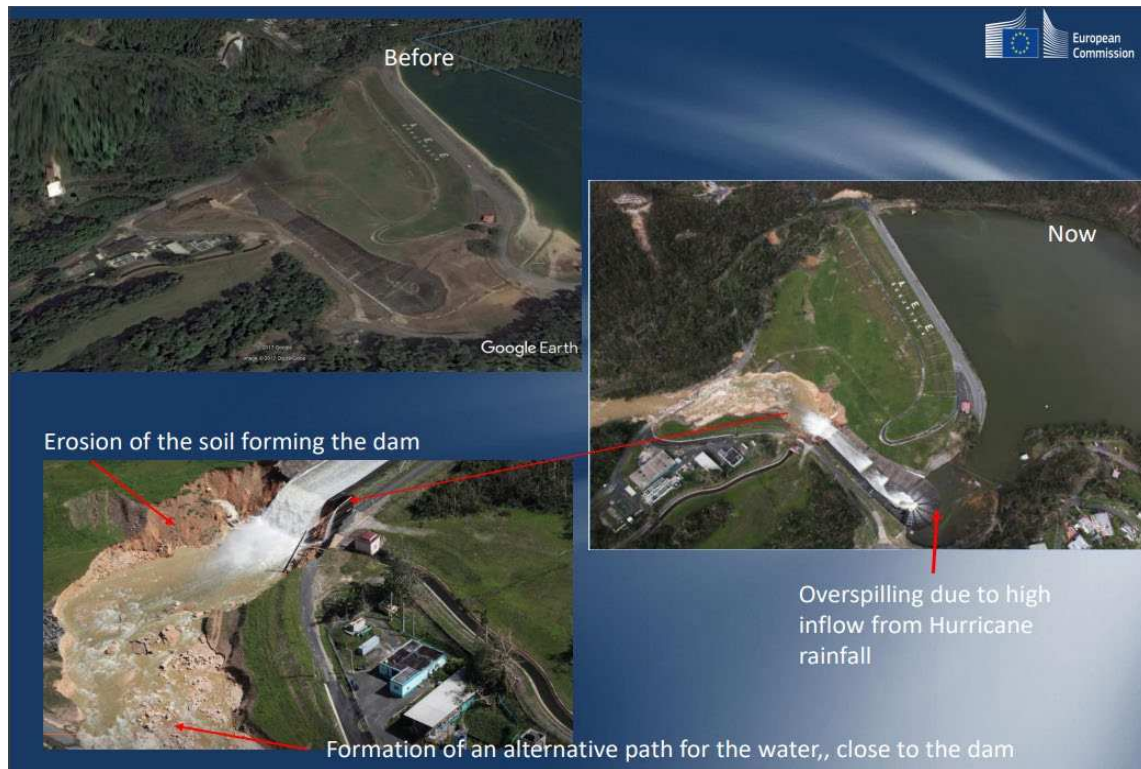 Before
European
Commission
Google Earth
Now
Erosion of the soil forming the dam
Overspilling due to high
inflow from Hurricane
rainfall
Formation of an alternative path for the water,, close to the dam